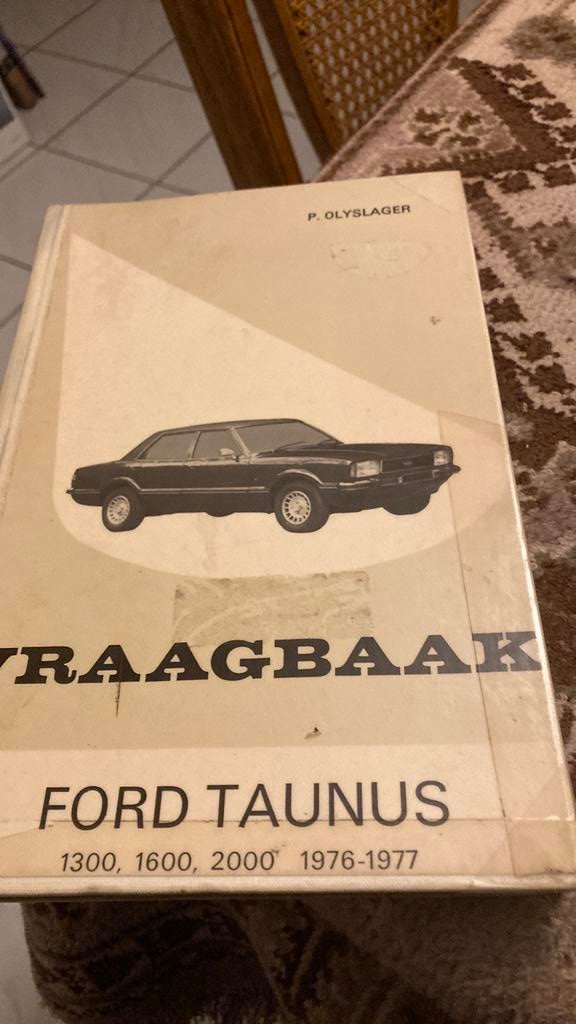 P. OLYSLAGER
VRAAGBAAK
FORD TAUNUS
1300, 1600, 2000 1976-1977